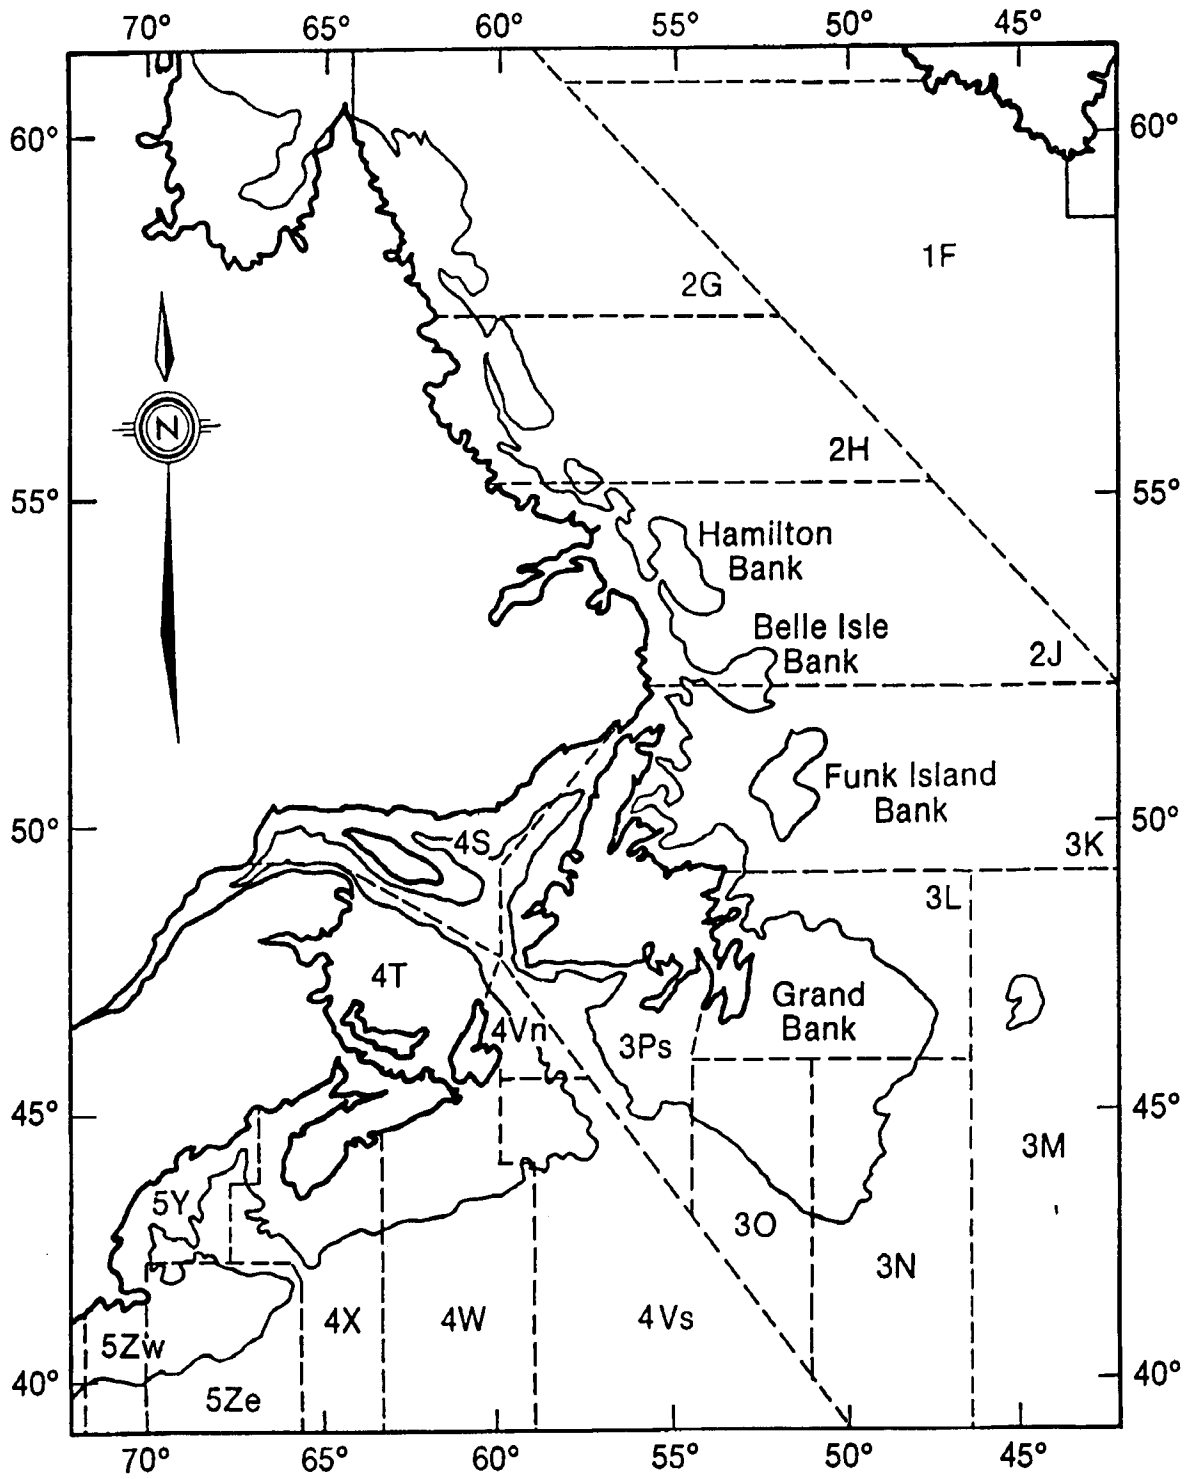 70° 65° 60° 55° 50° 45°
60° 60°
1F
2G
N
2H
55° 55°
Hamilton
Bank
Belle Isle
Bank
2J
Funk Island
Bank
50° 50°
4S
3K
3L
4T
Grand
Bank
4Vn
3Ps
45° 45°
3M
5Y
3O
3N
4X 4W 4Vs
5Zw
40° 40°
5Ze
70° 65° 60° 55° 50° 45°